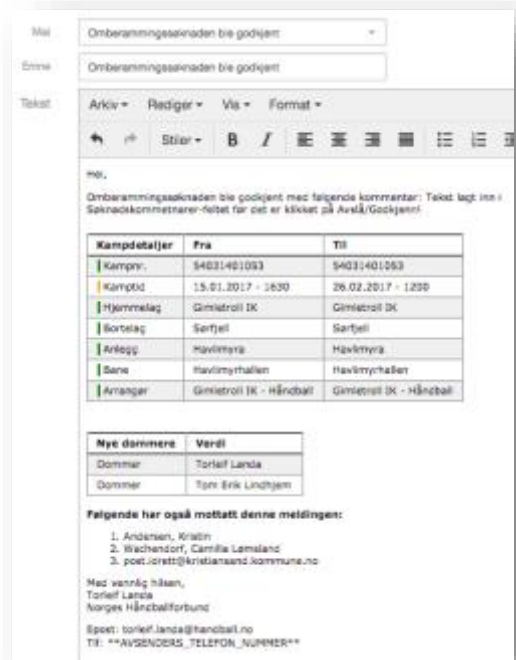 Mal Omberammingssøknaden ble godkjent
Emne Omberammingssøknaden ble godkjent
Tekst Arkiv Rediger Vis Format
Stiler B I
Hei,
Omberammingssøknaden ble godkjent med følgende kommentar: Tekst lagt inn i
Søknadskommetnarer-feltet før det er klikket på Avslå/Godkjenn!
Kampdetaljer Fra Til
Kampnr. 54031401053 54031401053
Kamptid 15.01.2017 - 1630 26.02.2017 - 1200
Hjemmelag Gimletroll IK Gimletroll IK
Bortelag Sørfjell Sørfjell
Anlegg Havlimyra Havlimyra
Bane Havlimyrhallen Havlimyrhallen
Arrangør Gimletroll IK - Håndball Gimletroll IK - Håndball
Nye dommere Verdi
Dommer Torleif Landa
Dommer Tom Erik Lindhjem
Følgende har også mottatt denne meldingen:
1. Andersen, Kristin
2. Wachendorf, Camilla Lømsland
3. post.idrett@kristiansand.kommune.no
Med vennlig hilsen,
Torleif Landa
Norges Håndballforbund
Epost: torleif.landa@handball.no
Tlf: **AVSENDERS_TELEFON_NUMMER**